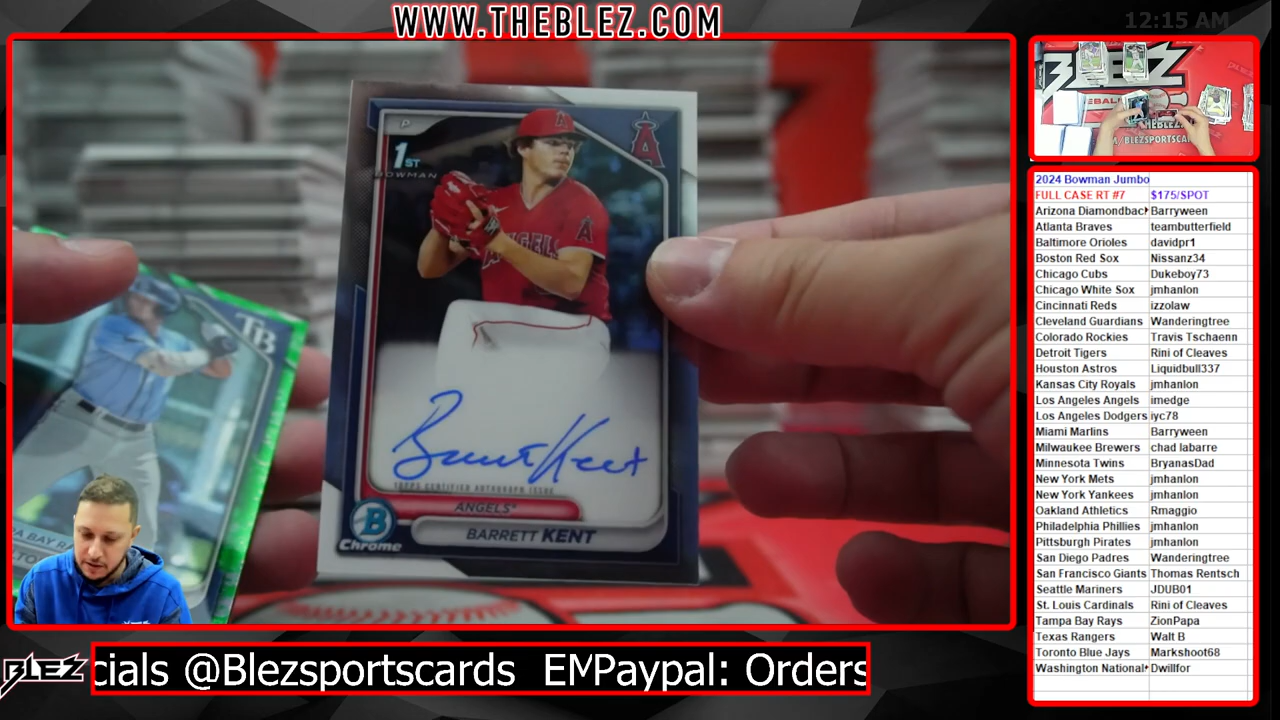 WWW.THEBLEZ.COM
12:15 AM
P
1ST
BOWMAN
A
ANGELS
Barrett Kent
TOPPS CERTIFIED AUTOGRAPH ISSUE
ANGELS
BARRETT KENT
B
Chrome
TB
BLEZ
THEBLEZ.
2024 Bowman Jumbo
FULL CASE RT #7 $175/SPOT
Arizona Diamondback Barryween
Atlanta Braves teambutterfield
Baltimore Orioles davidpr1
Boston Red Sox Nissanz34
Chicago Cubs Dukeboy73
Chicago White Sox jmhanlon
Cincinnati Reds izzolaw
Cleveland Guardians Wanderingtree
Colorado Rockies Travis Tschaenn
Detroit Tigers Rini of Cleaves
Houston Astros Liquidbull337
Kansas City Royals jmhanlon
Los Angeles Angels imedge
Los Angeles Dodgers iyc78
Miami Marlins Barryween
Milwaukee Brewers chad labarre
Minnesota Twins BryanasDad
New York Mets jmhanlon
New York Yankees jmhanlon
Oakland Athletics Rmaggio
Philadelphia Phillies jmhanlon
Pittsburgh Pirates jmhanlon
San Diego Padres Wanderingtree
San Francisco Giants Thomas Rentsch
Seattle Mariners JDUB01
St. Louis Cardinals Rini of Cleaves
Tampa Bay Rays ZionPapa
Texas Rangers Walt B
Toronto Blue Jays Markshoot68
Washington National Dwillfor
BLEZ
cials @Blezsportscards EMPaypal: Orders